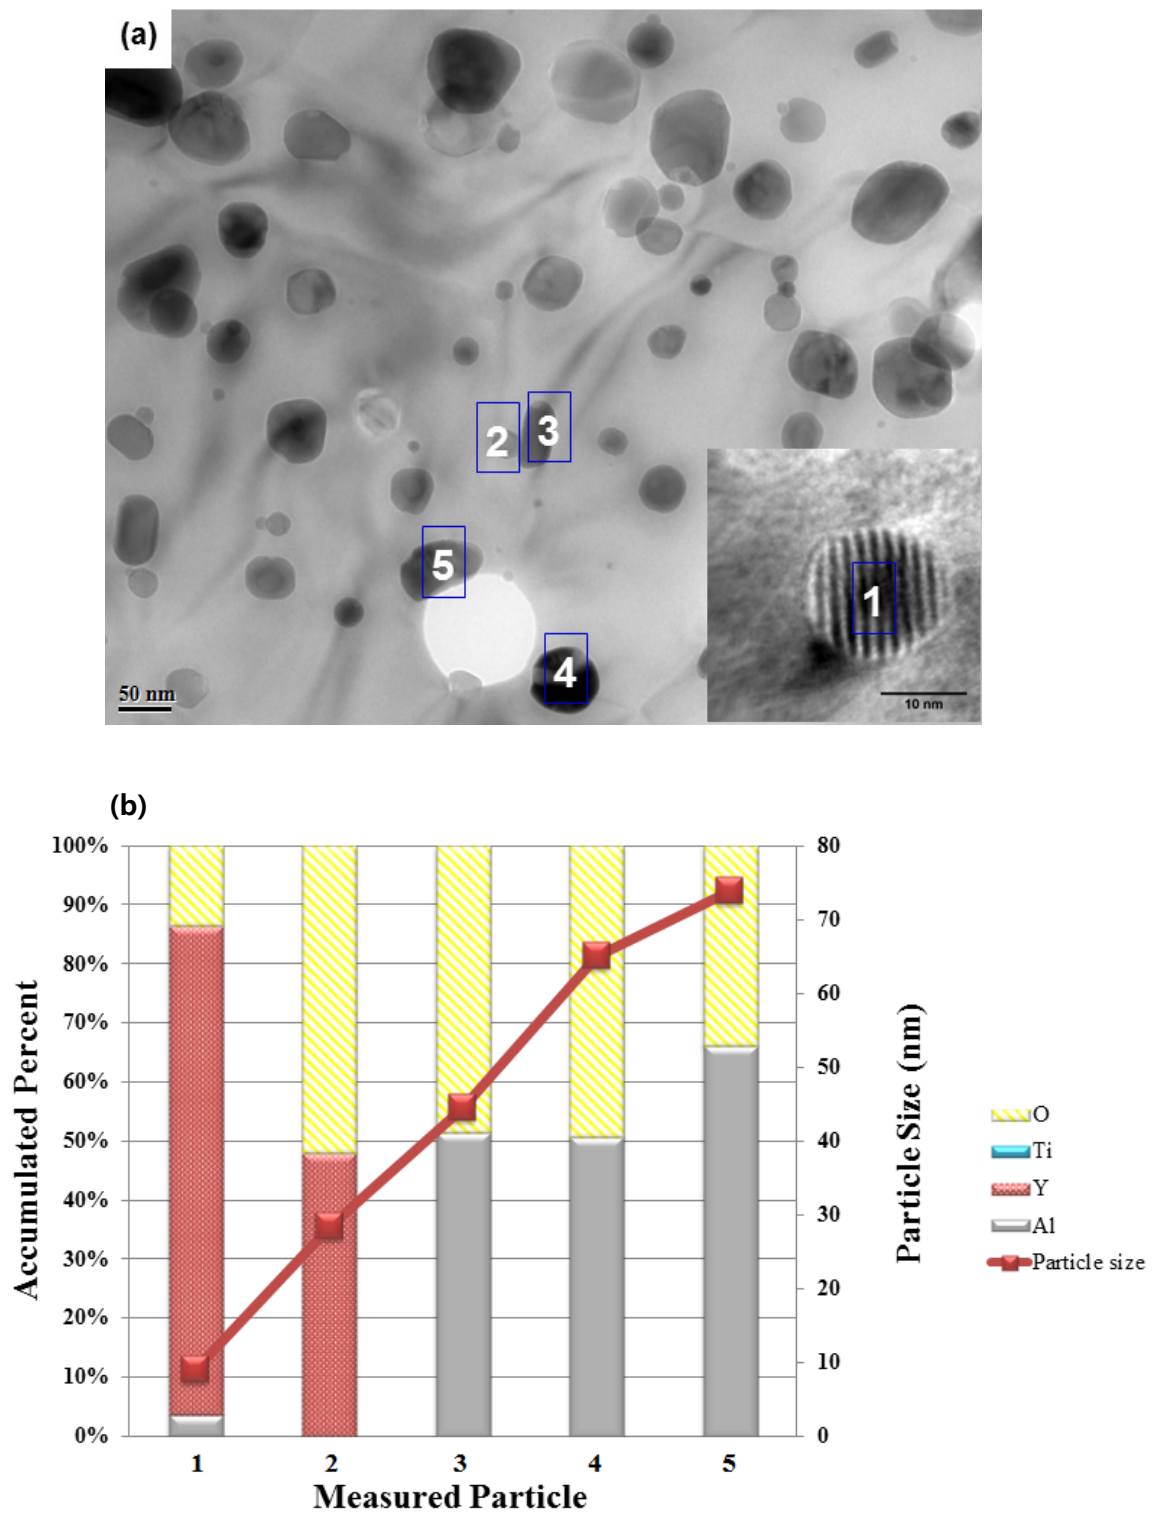 (a)
2
3
5
4
1
50 nm
10 nm
(b)
100%
90%
80%
70%
60%
50%
40%
30%
20%
10%
0%
Accumulated Percent
80
70
60
50
40
30
20
10
0
Particle Size (nm)
O
Ti
Y
Al
Particle size
1 2 3 4 5
Measured Particle